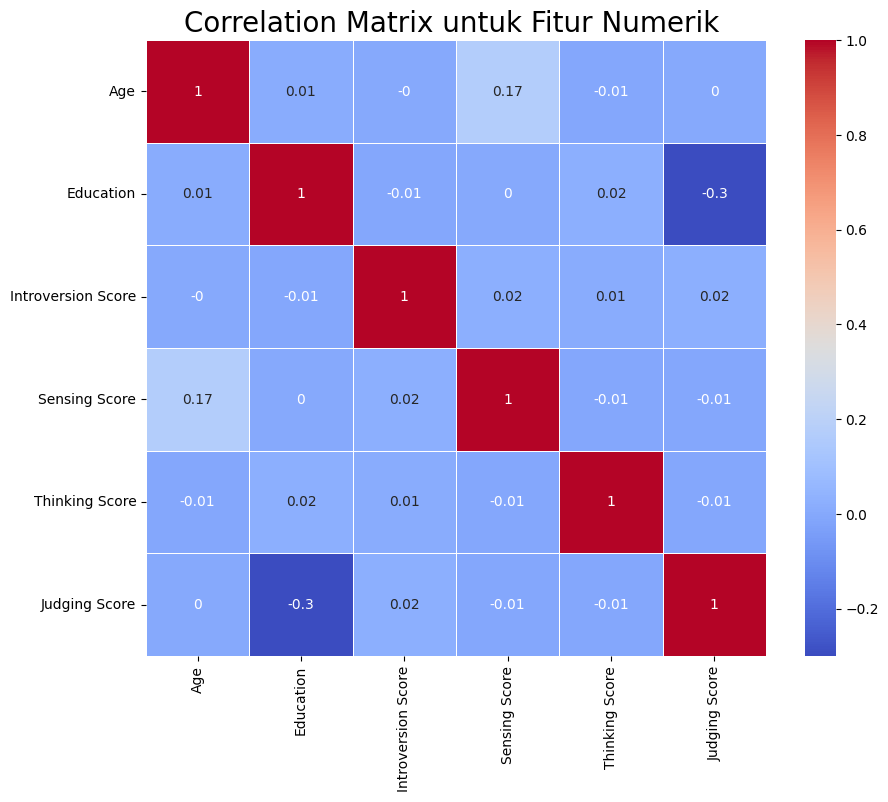 Correlation Matrix untuk Fitur Numerik
Age 1 0.01 -0 0.17 -0.01 0
Education 0.01 1 -0.01 0 0.02 -0.3
Introversion Score -0 -0.01 1 0.02 0.01 0.02
Sensing Score 0.17 0 0.02 1 -0.01 -0.01
Thinking Score -0.01 0.02 0.01 -0.01 1 -0.01
Judging Score 0 -0.3 0.02 -0.01 -0.01 1
Age
Education
Introversion Score
Sensing Score
Thinking Score
Judging Score
1.0
0.8
0.6
0.4
0.2
0.0
−0.2